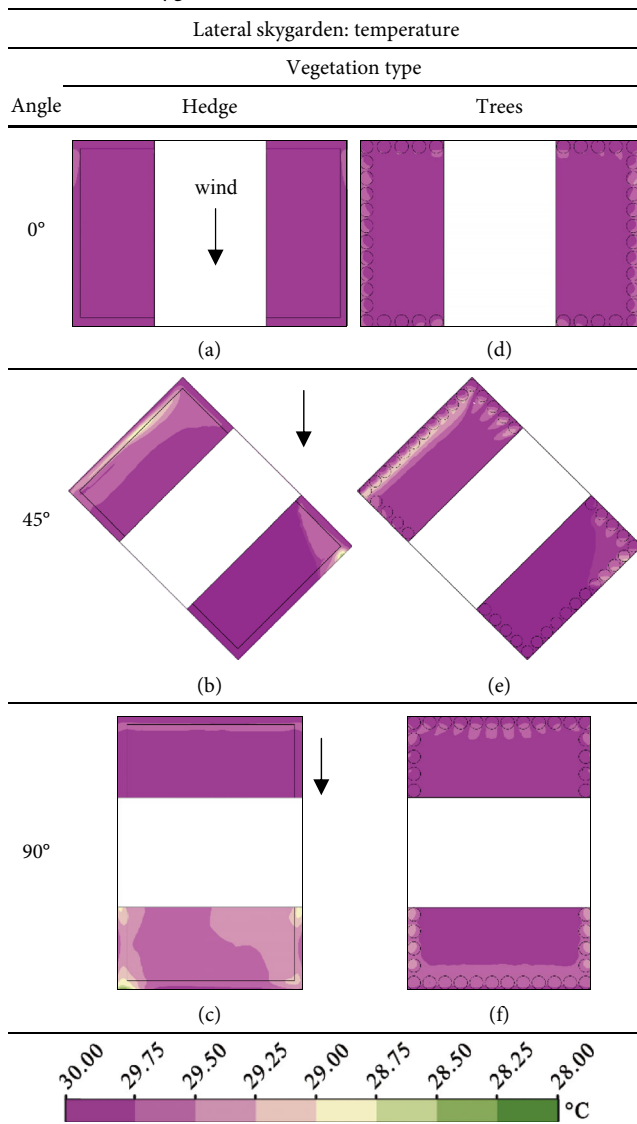 Lateral skygarden: temperature
Vegetation type
Angle Hedge Trees
wind
0°
(a) (d)
45°
(b) (e)
90°
(c) (f)
30.00 29.75 29.50 29.25 29.00 28.75 28.50 28.25 28.00
°C